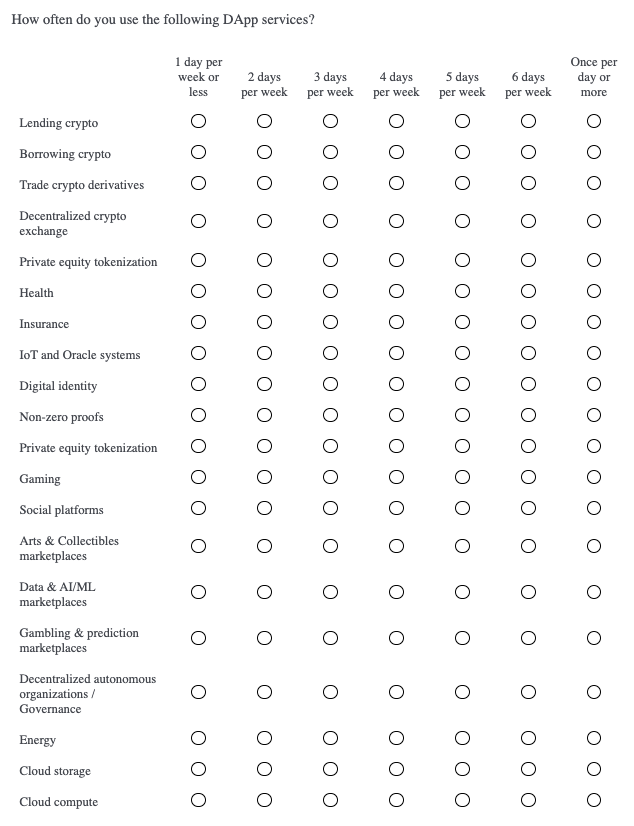 How often do you use the following DApp services?
1 day per week or less
2 days per week
3 days per week
4 days per week
5 days per week
6 days per week
Once per day or more
Lending crypto
Borrowing crypto
Trade crypto derivatives
Decentralized crypto
exchange
Private equity tokenization
Health
Insurance
IoT and Oracle systems
Digital identity
Non-zero proofs
Private equity tokenization
Gaming
Social platforms
Arts & Collectibles
marketplaces
Data & AI/ML
marketplaces
Gambling & prediction
marketplaces
Decentralized autonomous
organizations /
Governance
Energy
Cloud storage
Cloud compute